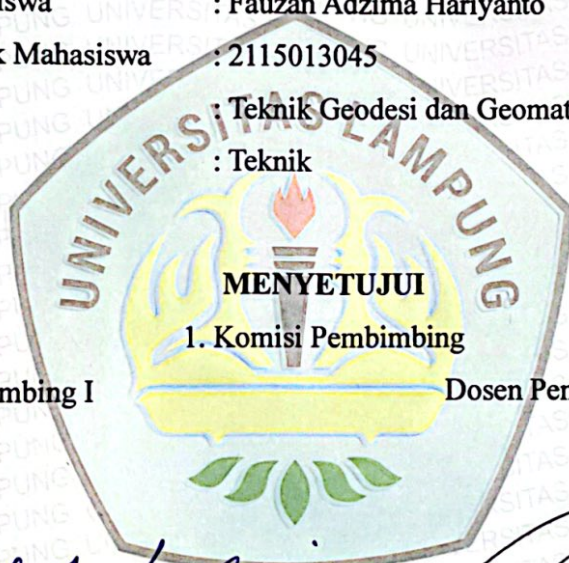 iswa : Fauzan Adzima Hariyanto
k Mahasiswa : 2115013045
: Teknik Geodesi dan Geomat
: Teknik
UNIVERSITAS LAMPUNG
MENYETUJUI
1. Komisi Pembimbing
mbing I Dosen Pen